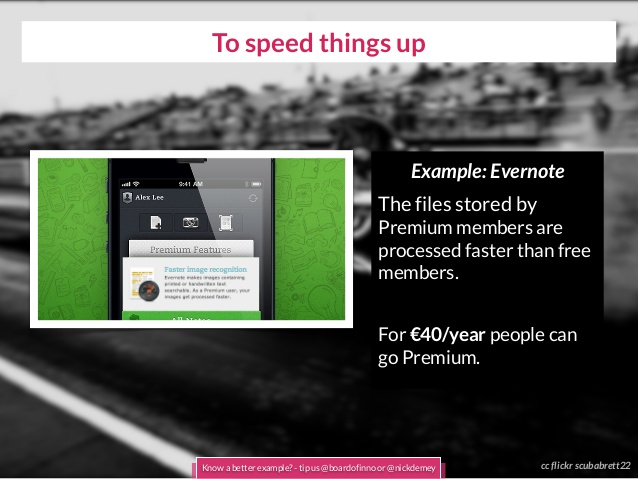 To speed things up
9:41 AM
Alex Lee
Premium Features
Faster image recognition
Evernote makes images containing
printed or handwritten text
searchable. As a Premium user, your
images get processed faster.
All Notes
Example: Evernote
The files stored by
Premium members are
processed faster than free
members.
For €40/year people can
go Premium.
Know a better example? - tip us @boardofinno or @nickdemey
cc flickr scubabrett22